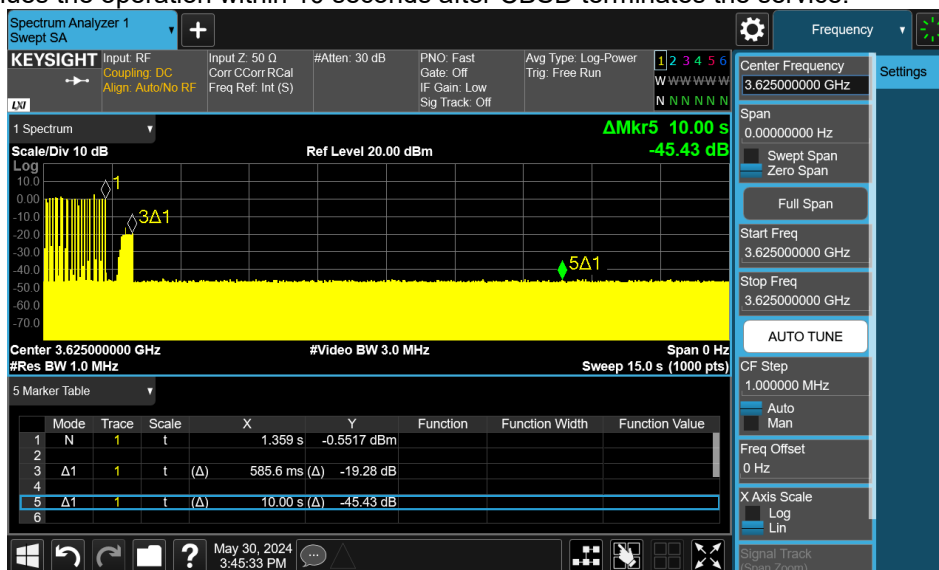 Spectrum Analyzer 1
Swept SA
+
Frequency
KEYSIGHT
Input: RF
Coupling: DC
Align: Auto/No RF
Input Z: 50 Ω
Corr CCorr RCal
Freq Ref: Int (S)
#Atten: 30 dB
PNO: Fast
Gate: Off
IF Gain: Low
Sig Track: Off
Avg Type: Log-Power
Trig: Free Run
1 2 3 4 5 6
W W W W W W
N N N N N N
LXI
1 Spectrum
ΔMkr5 10.00 s
Scale/Div 10 dB
Ref Level 20.00 dBm
-45.43 dB
Log
10.0
0.00
-10.0
-20.0
-30.0
-40.0
-50.0
-60.0
-70.0
1
3Δ1
5Δ1
Center 3.625000000 GHz
#Video BW 3.0 MHz
Span 0 Hz
#Res BW 1.0 MHz
Sweep 15.0 s (1000 pts)
5 Marker Table
Mode Trace Scale X Y Function Function Width Function Value
1 N 1 t 1.359 s -0.5517 dBm
2
3 Δ1 1 t (Δ) 585.6 ms (Δ) -19.28 dB
4
5 Δ1 1 t (Δ) 10.00 s (Δ) -45.43 dB
6
?
May 30, 2024
3:45:33 PM
Center Frequency
3.625000000 GHz
Settings
Span
0.00000000 Hz
Swept Span
Zero Span
Full Span
Start Freq
3.625000000 GHz
Stop Freq
3.625000000 GHz
AUTO TUNE
CF Step
1.000000 MHz
Auto
Man
Freq Offset
0 Hz
X Axis Scale
Log
Lin
Signal Track
(Span Zoom)